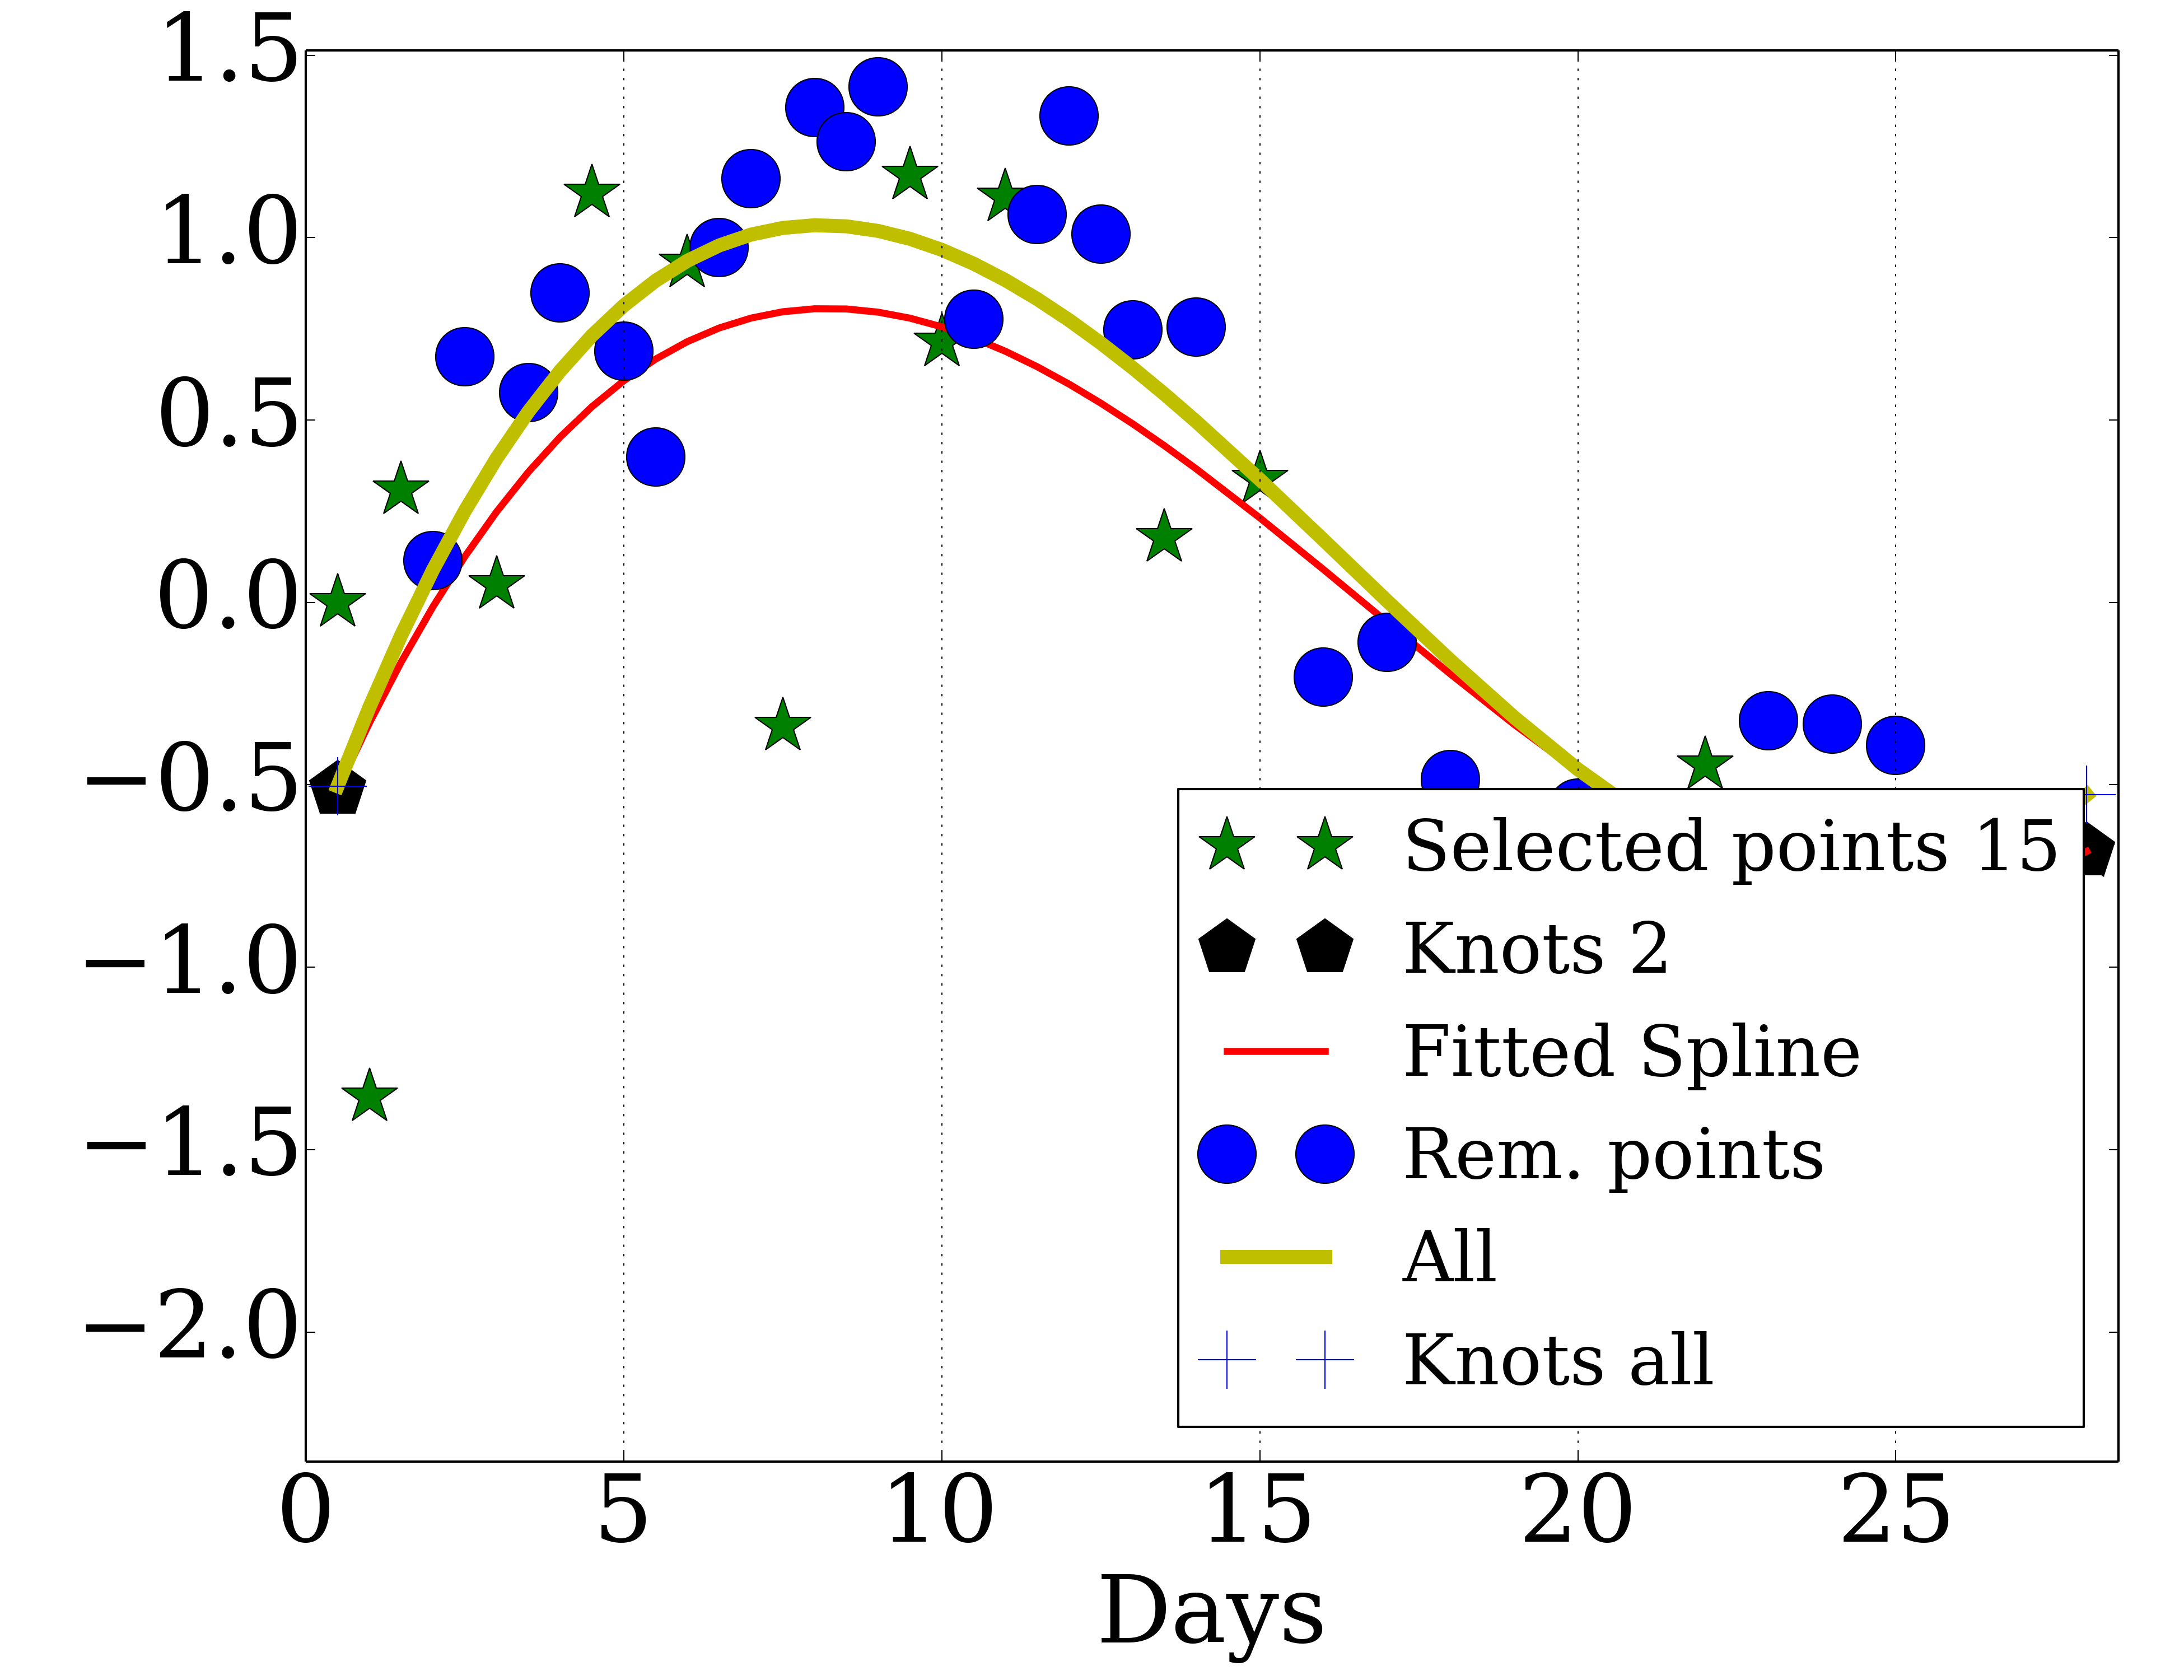 1.5
1.0
0.5
0.0
−0.5
−1.0
−1.5
−2.0
Selected points 15
Knots 2
Fitted Spline
Rem. points
All
Knots all
0 5 10 15 20 25
Days